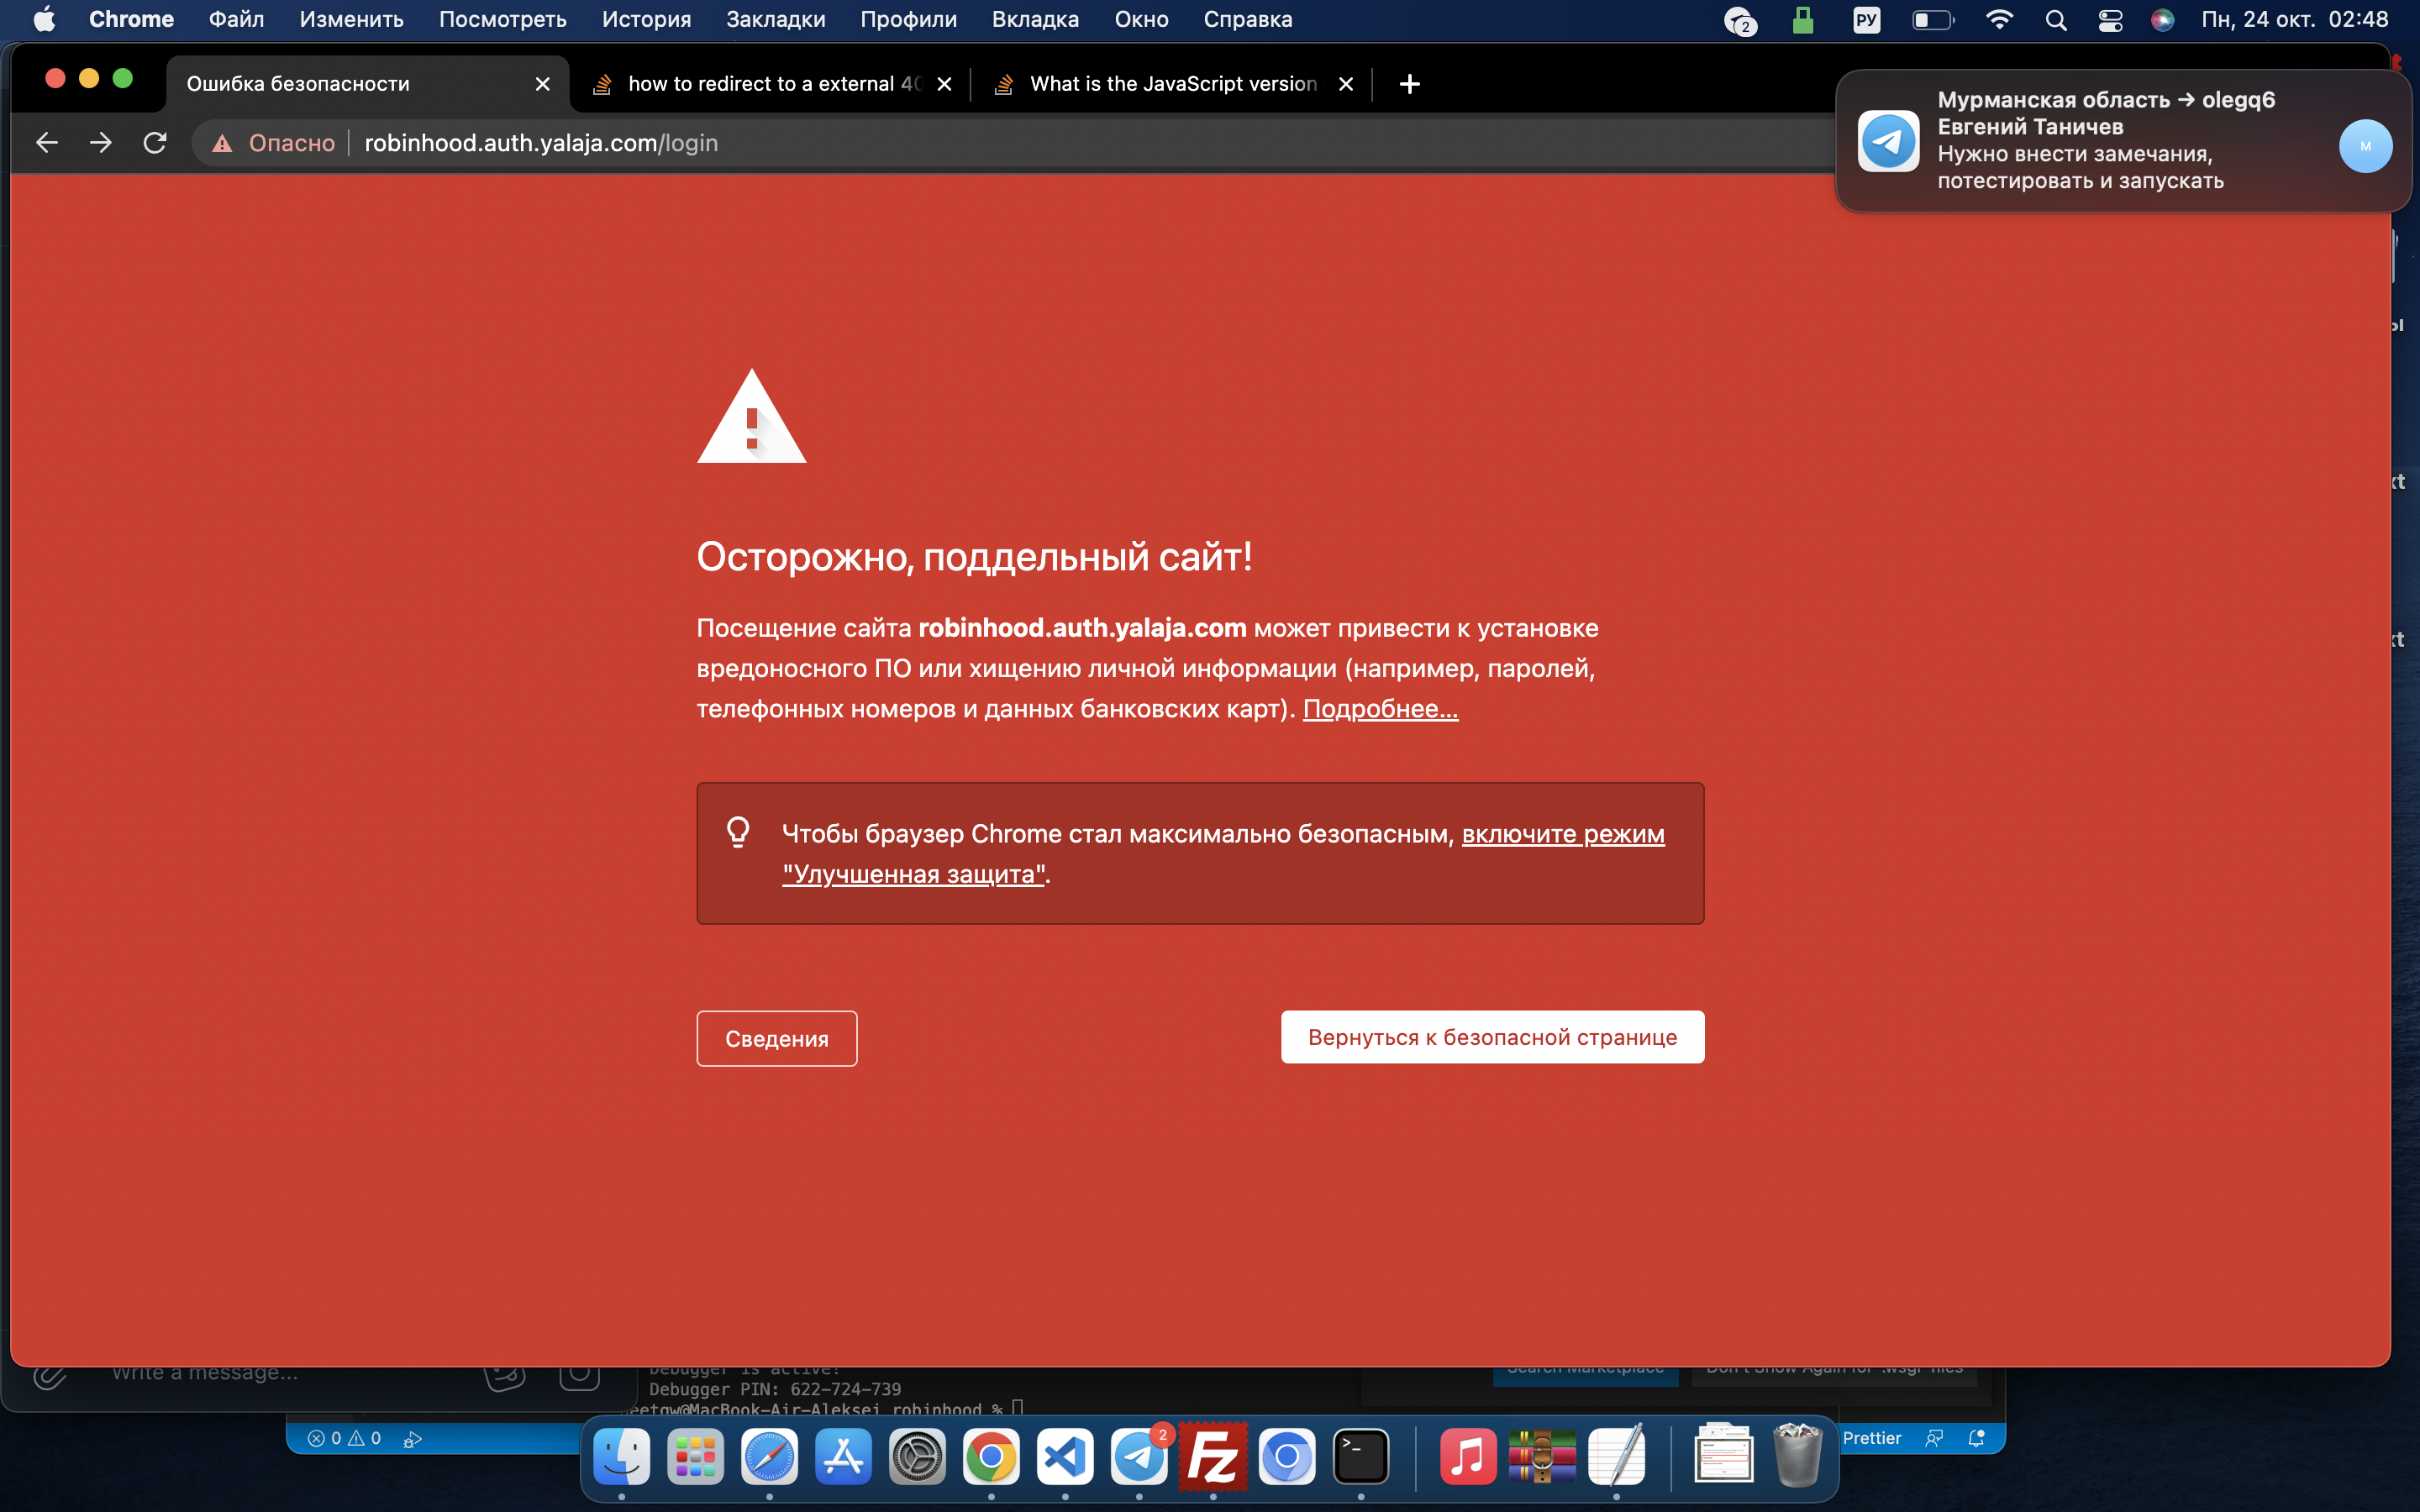 Chrome Файл Изменить Посмотреть История Закладки Профили Вкладка Окно Справка 2 РУ Пн, 24 окт. 02:48
Ошибка безопасности how to redirect to a external 40 What is the JavaScript version
Опасно robinhood.auth.yalaja.com/login
Мурманская область → olegq6
Евгений Таничев
Нужно внести замечания,
потестировать и запускать
М
ы
kt
kt
Осторожно, поддельный сайт!
Посещение сайта robinhood.auth.yalaja.com может привести к установке
вредоносного ПО или хищению личной информации (например, паролей,
телефонных номеров и данных банковских карт). Подробнее...
Чтобы браузер Chrome стал максимально безопасным, включите режим
"Улучшенная защита".
Сведения
Вернуться к безопасной странице
Write a message...
Debugger is active!
Search Marketplace Don't Show Again for .wsgi files
Debugger PIN: 622-724-739
eetqw@MacBook-Air-Aleksej robinhood %
0 0
2
Prettier